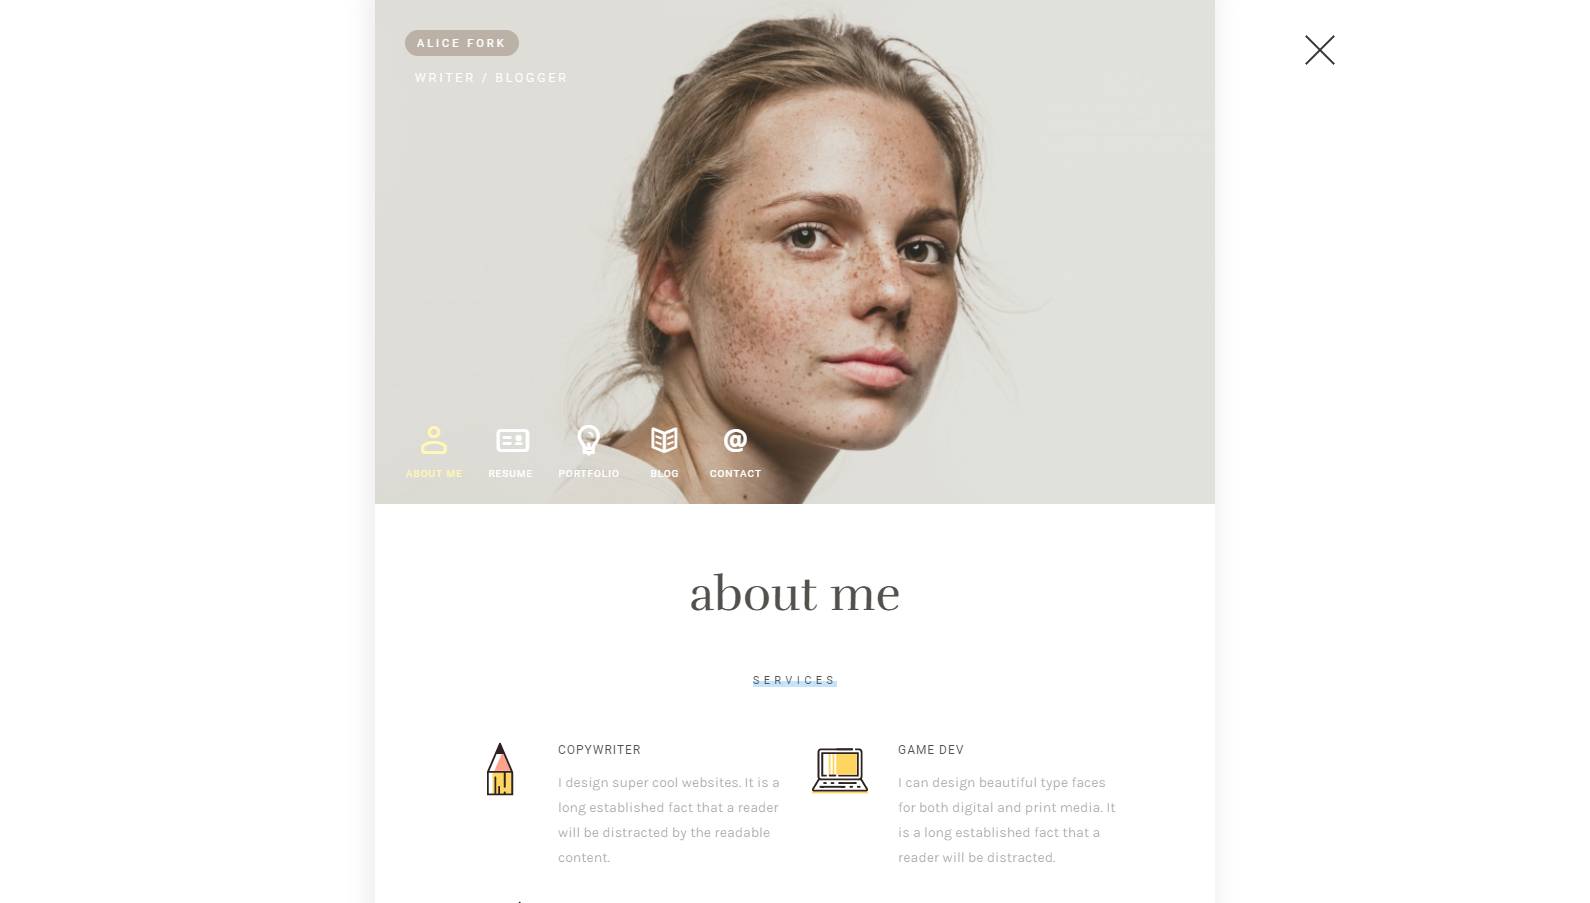 ALICE FORK
WRITER / BLOGGER
ABOUT ME
RESUME
PORTFOLIO
BLOG
@
CONTACT
about me
SERVICES
COPYWRITER
I design super cool websites. It is a
long established fact that a reader
will be distracted by the readable
content.
GAME DEV
I can design beautiful type faces
for both digital and print media. It
is a long established fact that a
reader will be distracted.